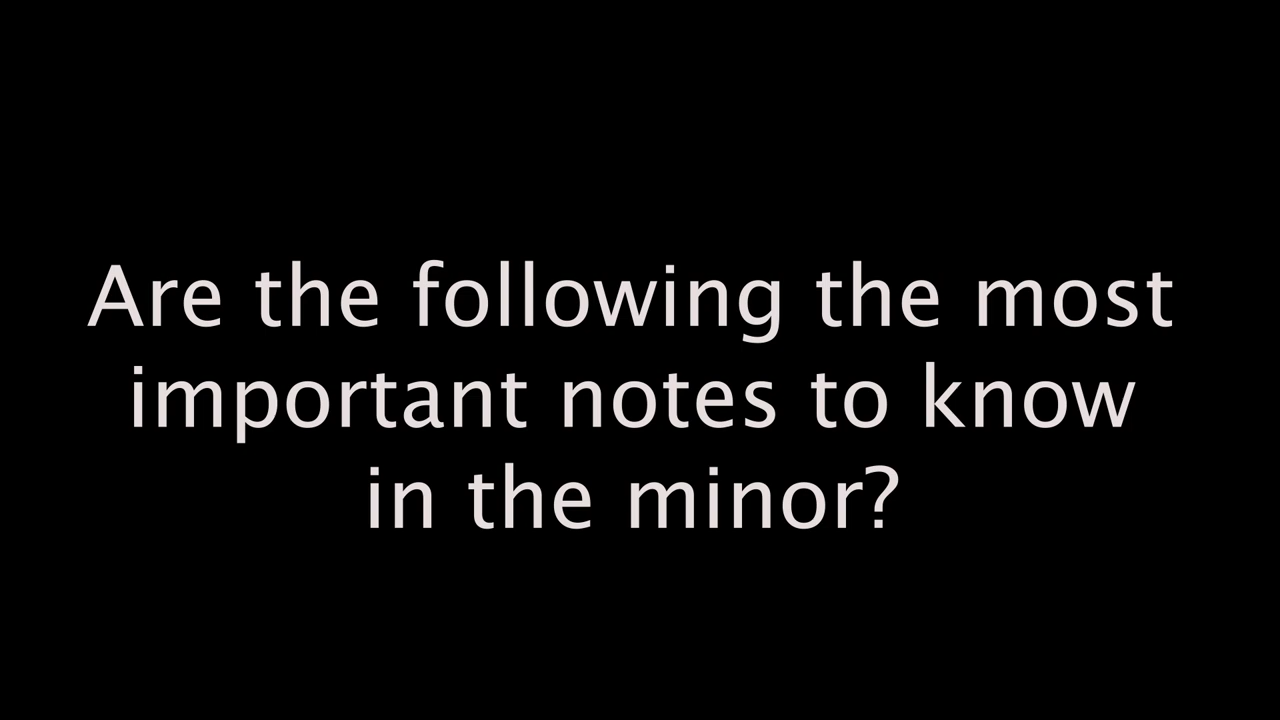 Are the following the most
important notes to know
in the minor?